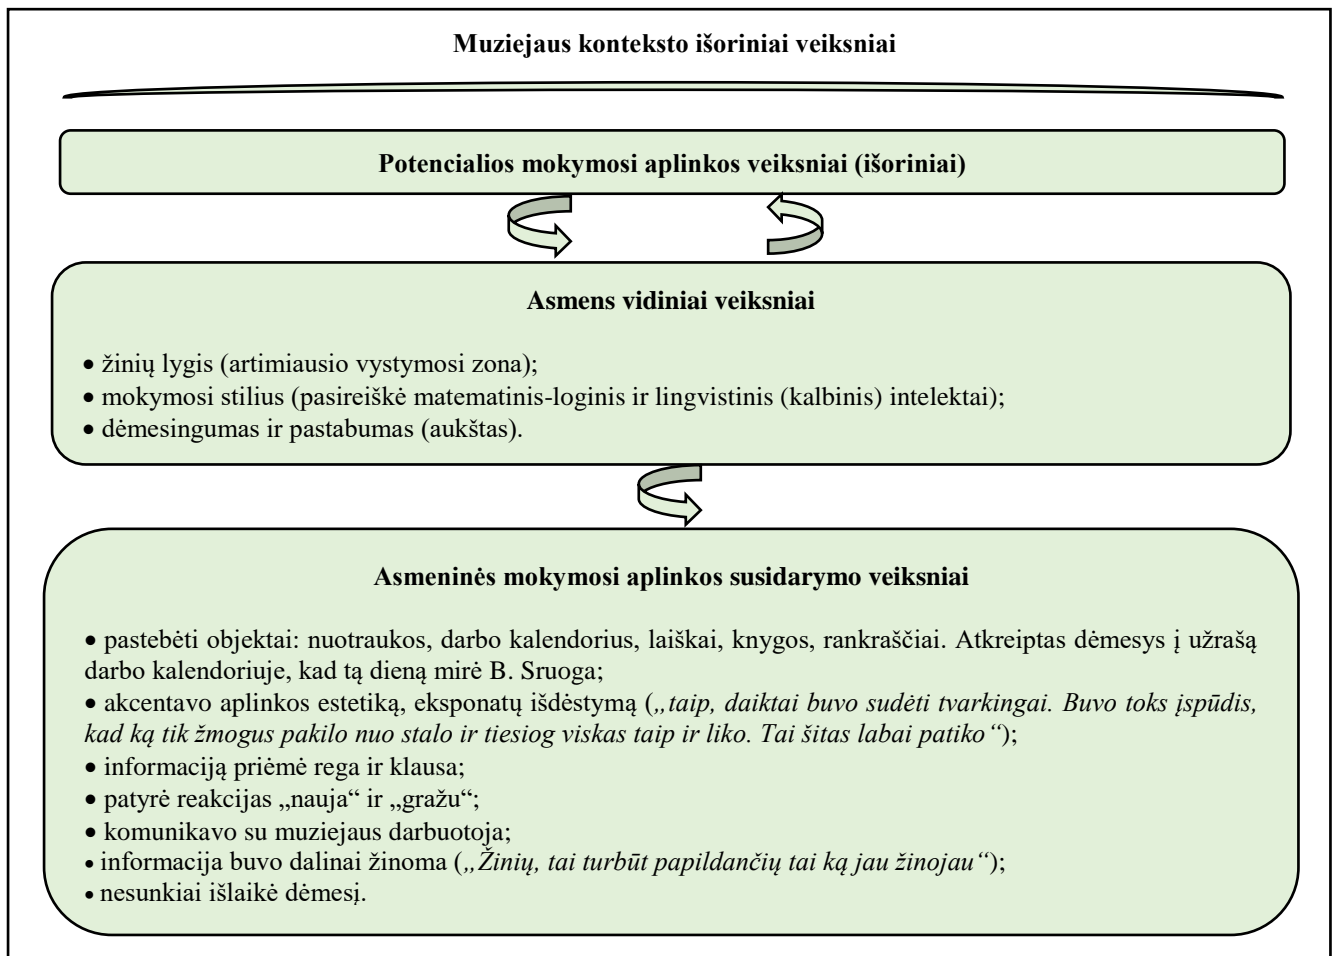 Muziejaus konteksto išoriniai veiksniai
Potencialios mokymosi aplinkos veiksniai (išoriniai)
Asmens vidiniai veiksniai
• žinių lygis (artimiausio vystymosi zona);
• mokymosi stilius (pasireiškė matematinis-loginis ir lingvistinis (kalbinis) intelektai);
• dėmesingumas ir pastabumas (aukštas).
Asmeninės mokymosi aplinkos susidarymo veiksniai
• pastebėti objektai: nuotraukos, darbo kalendorius, laiškai, knygos, rankraščiai. Atkreiptas dėmesys į užrašą
darbo kalendoriuje, kad tą dieną mirė B. Sruoga;
• akcentavo aplinkos estetiką, eksponatų išdėstymą („taip, daiktai buvo sudėti tvarkingai. Buvo toks įspūdis,
kad ką tik žmogus pakilo nuo stalo ir tiesiog viskas taip ir liko. Tai šitas labai patiko“);
• informaciją priėmė rega ir klausa;
• patyrė reakcijas „nauja“ ir „gražu“;
• komunikavo su muziejaus darbuotoja;
• informacija buvo dalinai žinoma („Žinių, tai turbūt papildančių tai ką jau žinojau“);
• nesunkiai išlaikė dėmesį.